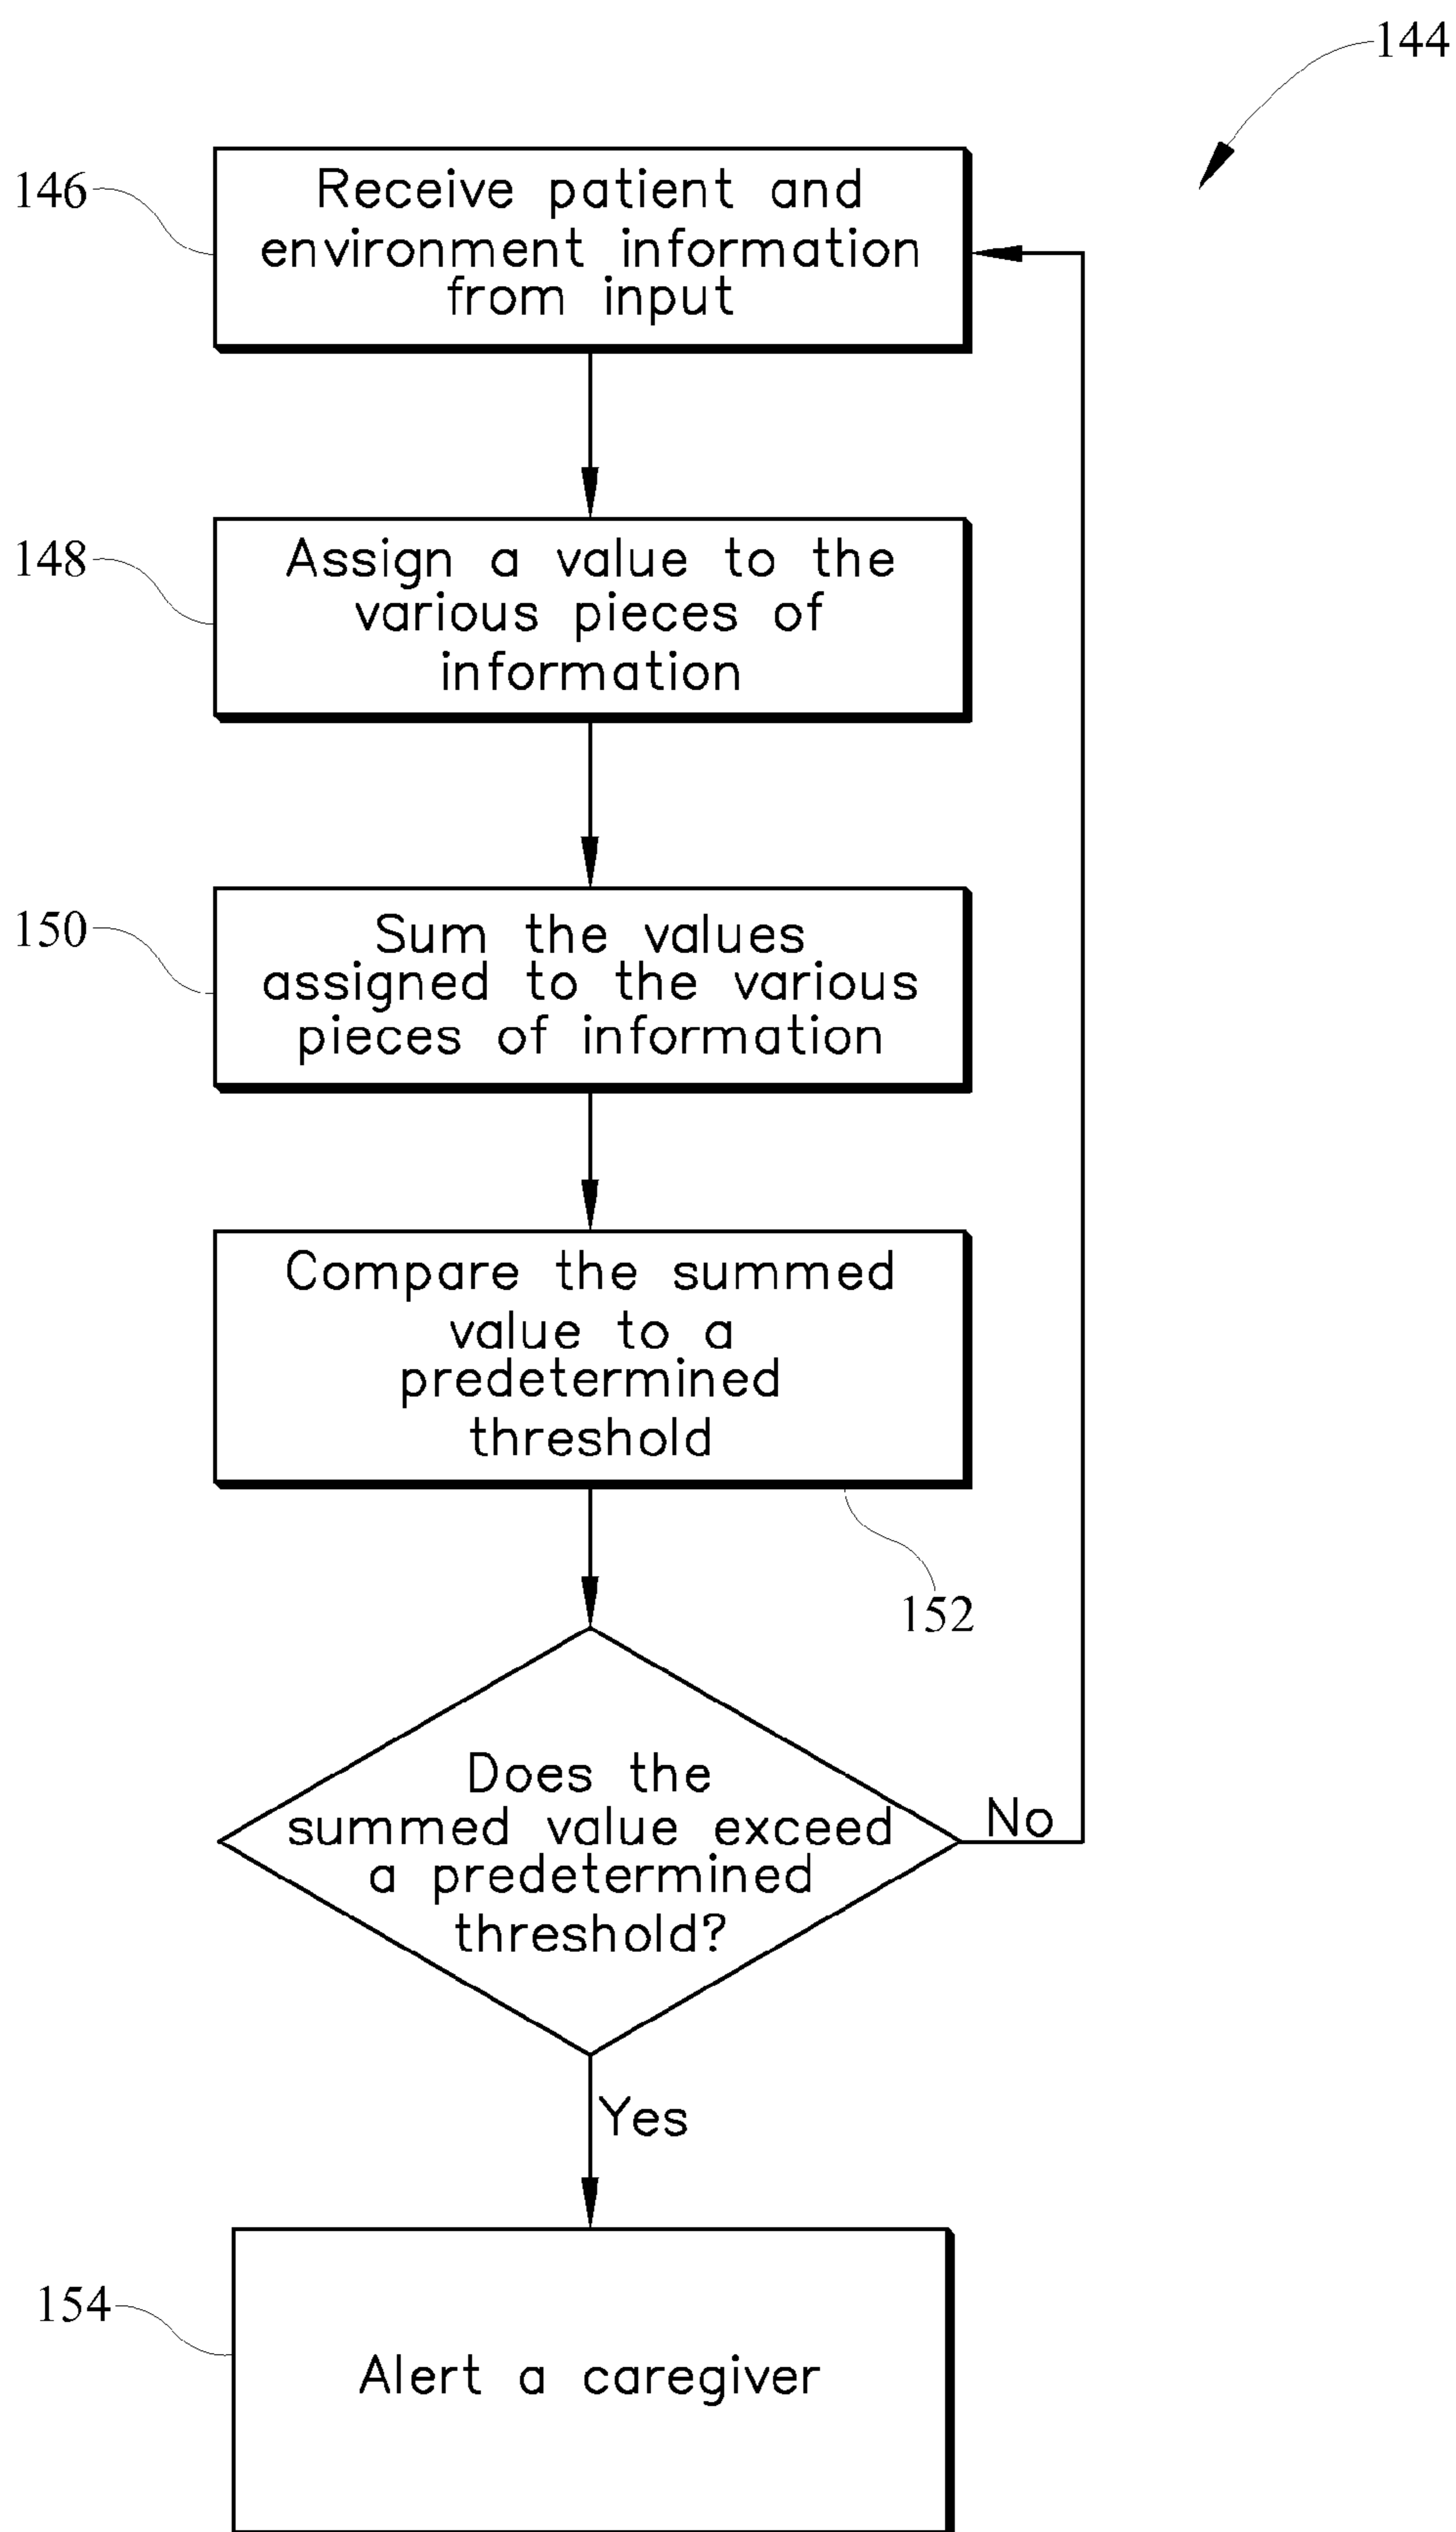 144
146
Receive patient and
environment information
from input
148
Assign a value to the
various pieces of
information
150
Sum the values
assigned to the various
pieces of information
Compare the summed
value to a
predetermined
threshold
152
Does the
summed value exceed
a predetermined
threshold?
No
Yes
154
Alert a caregiver